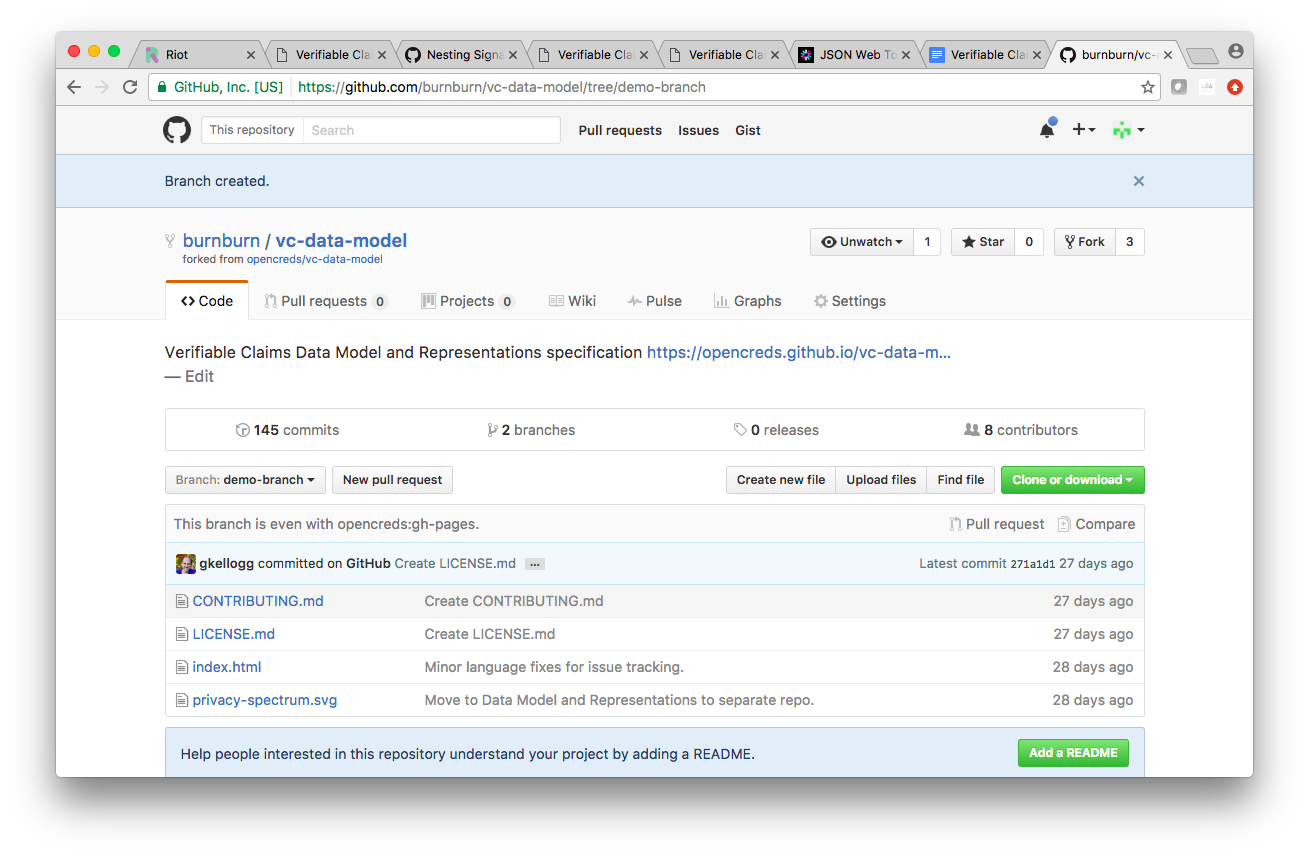 Riot
Verifiable Cla
Nesting Signa
Verifiable Cla
Verifiable Cla
JSON Web To
Verifiable Clai
burnburn/vc-
GitHub, Inc. [US] https://github.com/burnburn/vc-data-model/tree/demo-branch
This repository Search Pull requests Issues Gist
Branch created.
burnburn / vc-data-model Unwatch 1 Star 0 Fork 3
forked from opencreds/vc-data-model
Code Pull requests 0 Projects 0 Wiki Pulse Graphs Settings
Verifiable Claims Data Model and Representations specification https://opencreds.github.io/vc-data-m...
— Edit
145 commits 2 branches 0 releases 8 contributors
Branch: demo-branch New pull request Create new file Upload files Find file Clone or download
This branch is even with opencreds:gh-pages. Pull request Compare
gkellogg committed on GitHub Create LICENSE.md ... Latest commit 271a1d1 27 days ago
CONTRIBUTING.md Create CONTRIBUTING.md 27 days ago
LICENSE.md Create LICENSE.md 27 days ago
index.html Minor language fixes for issue tracking. 28 days ago
privacy-spectrum.svg Move to Data Model and Representations to separate repo. 28 days ago
Help people interested in this repository understand your project by adding a README. Add a README